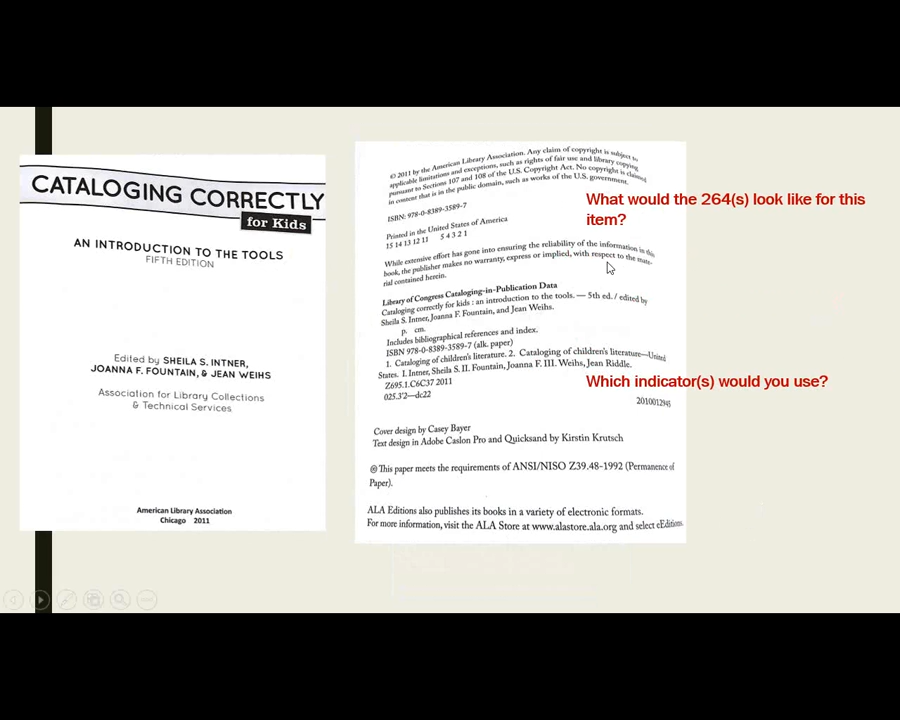 CATALOGING CORRECTLY
for Kids
AN INTRODUCTION TO THE TOOLS
FIFTH EDITION
Edited by SHEILA S. INTNER,
JOANNA F. FOUNTAIN, & JEAN WEIHS
Association for Library Collections
& Technical Services
American Library Association
Chicago 2011
© 2011 by the American Library Association. Any claim of copyright is subject to
applicable limitations and exceptions, such as rights of fair use and library copying
pursuant to Sections 107 and 108 of the U.S. Copyright Act. No copyright is claimed
in content that is in the public domain, such as works of the U.S. government.
ISBN: 978-0-8389-3589-7
Printed in the United States of America
15 14 13 12 11 5 4 3 2 1
While extensive effort has gone into ensuring the reliability of the information in this
book, the publisher makes no warranty, express or implied, with respect to the mate-
rial contained herein.
Library of Congress Cataloging-in-Publication Data
Cataloging correctly for kids : an introduction to the tools. — 5th ed. / edited by
Sheila S. Intner, Joanna F. Fountain, and Jean Weihs.
p. cm.
Includes bibliographical references and index.
ISBN 978-0-8389-3589-7 (alk. paper)
1. Cataloging of children's literature. 2. Cataloging of children's literature—United
States. I. Intner, Sheila S. II. Fountain, Joanna F. III. Weihs, Jean Riddle.
Z695.1.C6C37 2011
025.3'2—dc22
2010012945
Cover design by Casey Bayer
Text design in Adobe Caslon Pro and Quicksand by Kirstin Krutsch
♾ This paper meets the requirements of ANSI/NISO Z39.48-1992 (Permanence of
Paper).
ALA Editions also publishes its books in a variety of electronic formats.
For more information, visit the ALA Store at www.alastore.ala.org and select eEditions.
What would the 264(s) look like for this
item?
Which indicator(s) would you use?